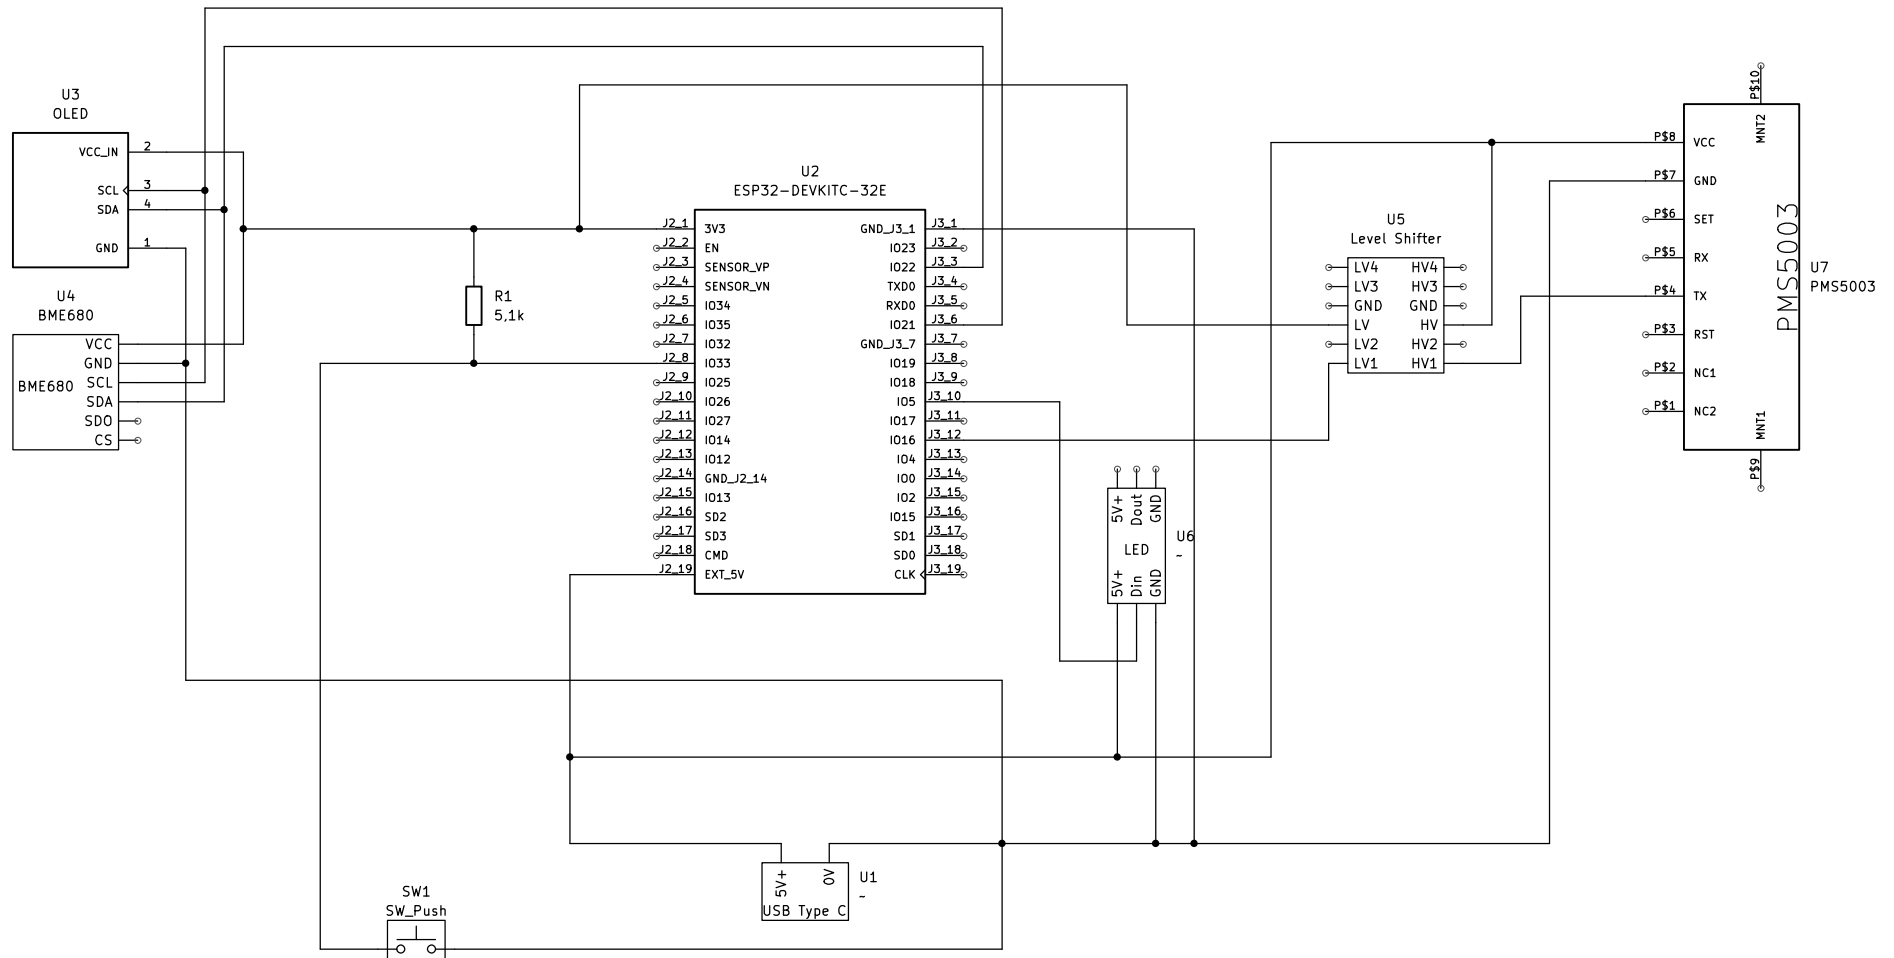 U3
OLED
VCC_IN 2
SCL 3
SDA 4
GND 1
U4
BME680
BME680
VCC
GND
SCL
SDA
SDO
CS
R1
5,1k
U2
ESP32-DEVKITC-32E
J2_1 3V3
J2_2 EN
J2_3 SENSOR_VP
J2_4 SENSOR_VN
J2_5 IO34
J2_6 IO35
J2_7 IO32
J2_8 IO33
J2_9 IO25
J2_10 IO26
J2_11 IO27
J2_12 IO14
J2_13 IO12
J2_14 GND_J2_14
J2_15 IO13
J2_16 SD2
J2_17 SD3
J2_18 CMD
J2_19 EXT_5V
GND_J3_1 J3_1
IO23 J3_2
IO22 J3_3
TXD0 J3_4
RXD0 J3_5
IO21 J3_6
GND_J3_7 J3_7
IO19 J3_8
IO18 J3_9
IO5 J3_10
IO17 J3_11
IO16 J3_12
IO4 J3_13
IO0 J3_14
IO2 J3_15
IO15 J3_16
SD1 J3_17
SD0 J3_18
CLK J3_19
5V+ Dout GND
LED
5V+ Din GND
U6
~
U5
Level Shifter
LV4 HV4
LV3 HV3
GND GND
LV HV
LV2 HV2
LV1 HV1
P$10
MNT2
P$8 VCC
P$7 GND
P$6 SET
P$5 RX
P$4 TX
P$3 RST
P$2 NC1
P$1 NC2
MNT1
P$9
PMS5003
U7
PMS5003
5V+ 0V
USB Type C
U1
~
SW1
SW_Push